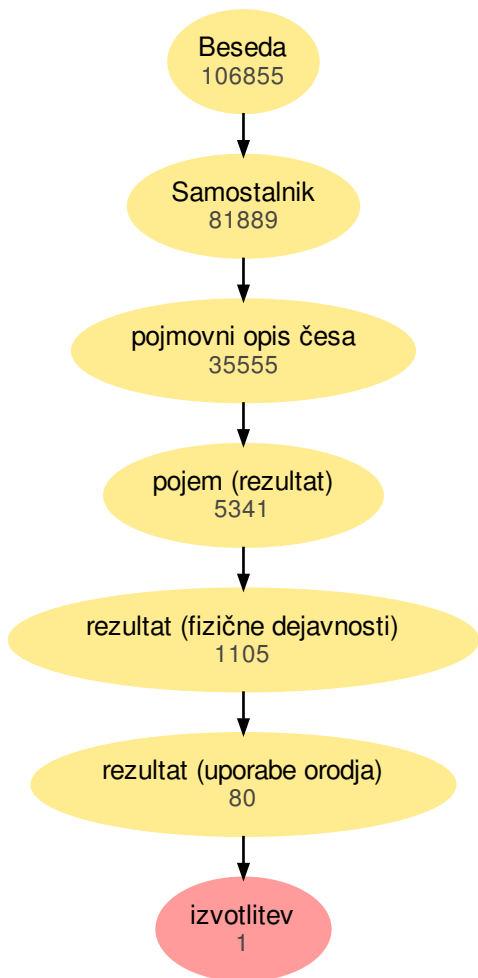 Beseda
106855
Samostalnik
81889
pojmovni opis česa
35555
pojem (rezultat)
5341
rezultat (fizične dejavnosti)
1105
rezultat (uporabe orodja)
80
izvotlitev
1